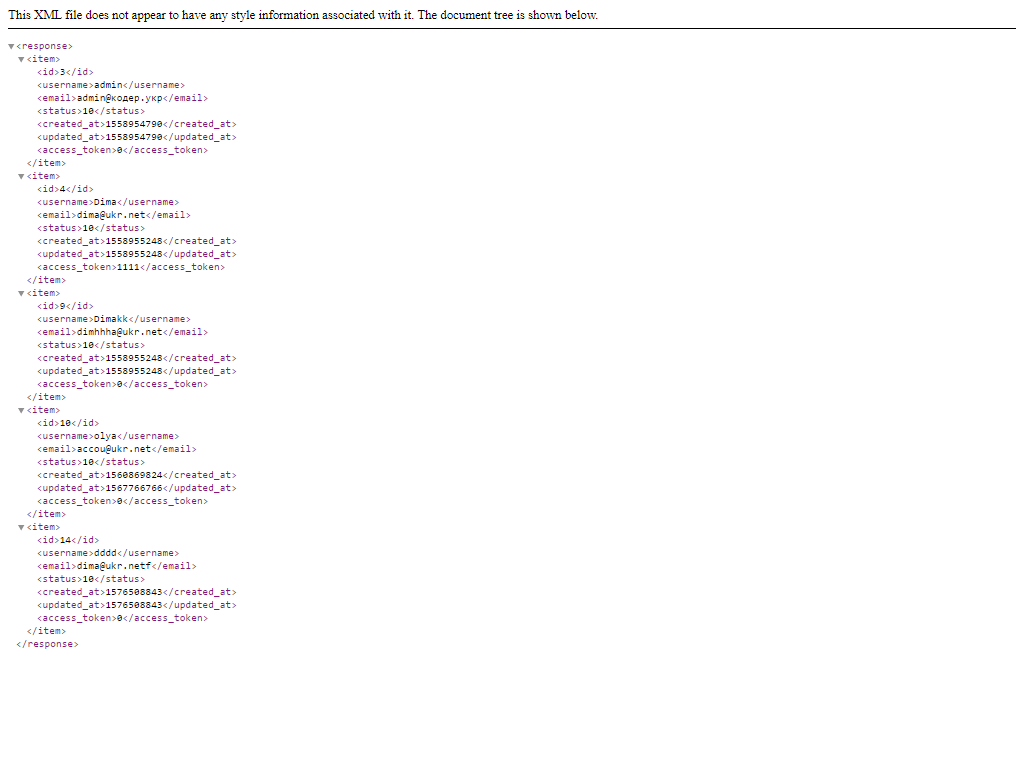 This XML file does not appear to have any style information associated with it. The document tree is shown below.
▼<response>
▼<item>
<id>3</id>
<username>admin</username>
<email>admin@кодер.укр</email>
<status>10</status>
<created_at>1558954790</created_at>
<updated_at>1558954790</updated_at>
<access_token>0</access_token>
</item>
▼<item>
<id>4</id>
<username>Dima</username>
<email>dima@ukr.net</email>
<status>10</status>
<created_at>1558955248</created_at>
<updated_at>1558955248</updated_at>
<access_token>1111</access_token>
</item>
▼<item>
<id>9</id>
<username>Dimakk</username>
<email>dimhhha@ukr.net</email>
<status>10</status>
<created_at>1558955248</created_at>
<updated_at>1558955248</updated_at>
<access_token>0</access_token>
</item>
▼<item>
<id>10</id>
<username>olya</username>
<email>accou@ukr.net</email>
<status>10</status>
<created_at>1560869824</created_at>
<updated_at>1567766766</updated_at>
<access_token>0</access_token>
</item>
▼<item>
<id>14</id>
<username>dddd</username>
<email>dima@ukr.netf</email>
<status>10</status>
<created_at>1576508843</created_at>
<updated_at>1576508843</updated_at>
<access_token>0</access_token>
</item>
</response>